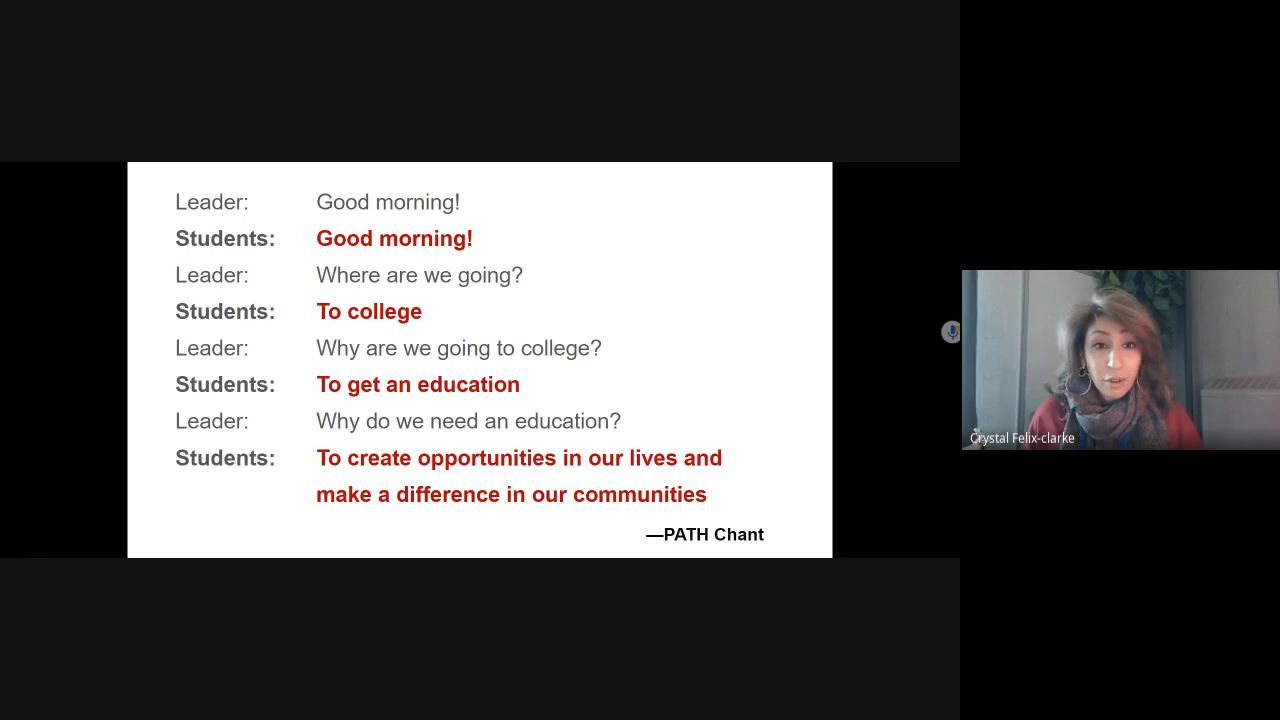 Leader: Good morning!
Students: Good morning!
Leader: Where are we going?
Students: To college
Leader: Why are we going to college?
Students: To get an education
Leader: Why do we need an education?
Students: To create opportunities in our lives and
make a difference in our communities
—PATH Chant
Crystal Felix-clarke